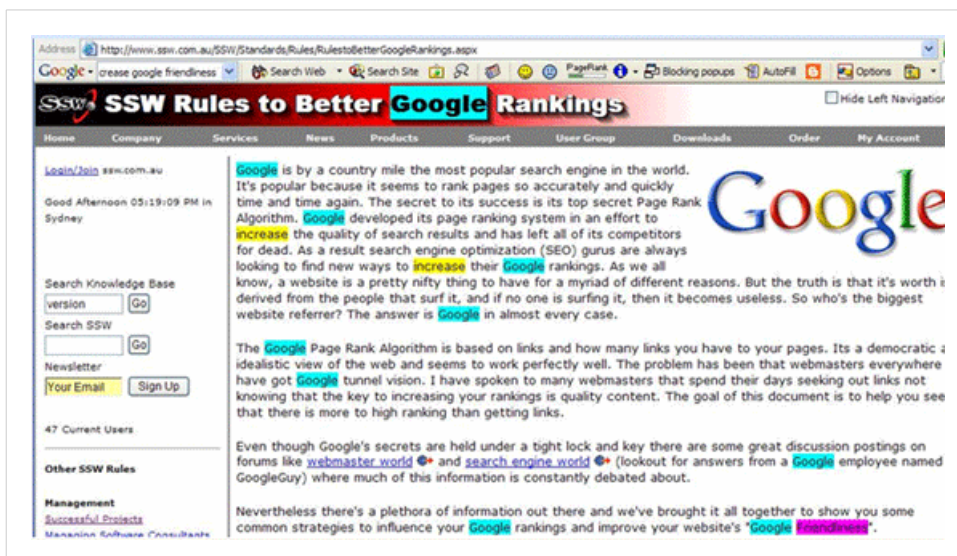 Address http://www.ssw.com.au/SSW/Standards/Rules/RulestoBetterGoogleRankings.aspx
Google crease google friendliness Search Web Search Site PageRank Blocking popups AutoFill Options
SSW SSW Rules to Better Google Rankings Hide Left Navigation
Home Company Services News Products Support User Group Downloads Order My Account
Login/Join ssw.com.au
Good Afternoon 05:19:09 PM in
Sydney
Search Knowledge Base
version Go
Search SSW
Go
Newsletter
Your Email Sign Up
47 Current Users
Other SSW Rules
Management
Successful Projects
Managing Software Consultants
Google is by a country mile the most popular search engine in the world.
It's popular because it seems to rank pages so accurately and quickly
time and time again. The secret to its success is its top secret Page Rank
Algorithm. Google developed its page ranking system in an effort to
increase the quality of search results and has left all of its competitors
for dead. As a result search engine optimization (SEO) gurus are always
looking to find new ways to increase their Google rankings. As we all
know, a website is a pretty nifty thing to have for a myriad of different reasons. But the truth is that it's worth is
derived from the people that surf it, and if no one is surfing it, then it becomes useless. So who's the biggest
website referrer? The answer is Google in almost every case.
Google
The Google Page Rank Algorithm is based on links and how many links you have to your pages. Its a democratic a
idealistic view of the web and seems to work perfectly well. The problem has been that webmasters everywhere
have got Google tunnel vision. I have spoken to many webmasters that spend their days seeking out links not
knowing that the key to increasing your rankings is quality content. The goal of this document is to help you see
that there is more to high ranking than getting links.
Even though Google's secrets are held under a tight lock and key there are some great discussion postings on
forums like webmaster world and search engine world (lookout for answers from a Google employee named
GoogleGuy) where much of this information is constantly debated about.
Nevertheless there's a plethora of information out there and we've brought it all together to show you some
common strategies to influence your Google rankings and improve your website's "Google Friendliness".